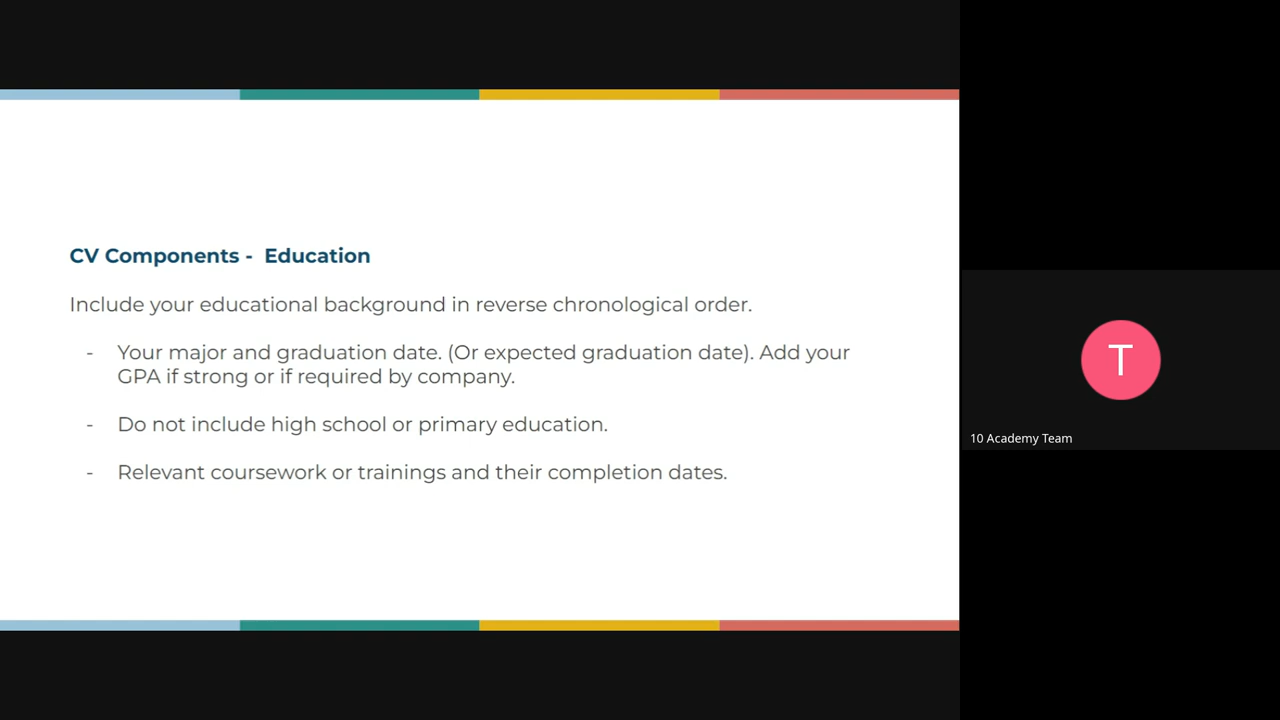 CV Components - Education
Include your educational background in reverse chronological order.
- Your major and graduation date. (Or expected graduation date). Add your
GPA if strong or if required by company.
- Do not include high school or primary education.
- Relevant coursework or trainings and their completion dates.
T
10 Academy Team